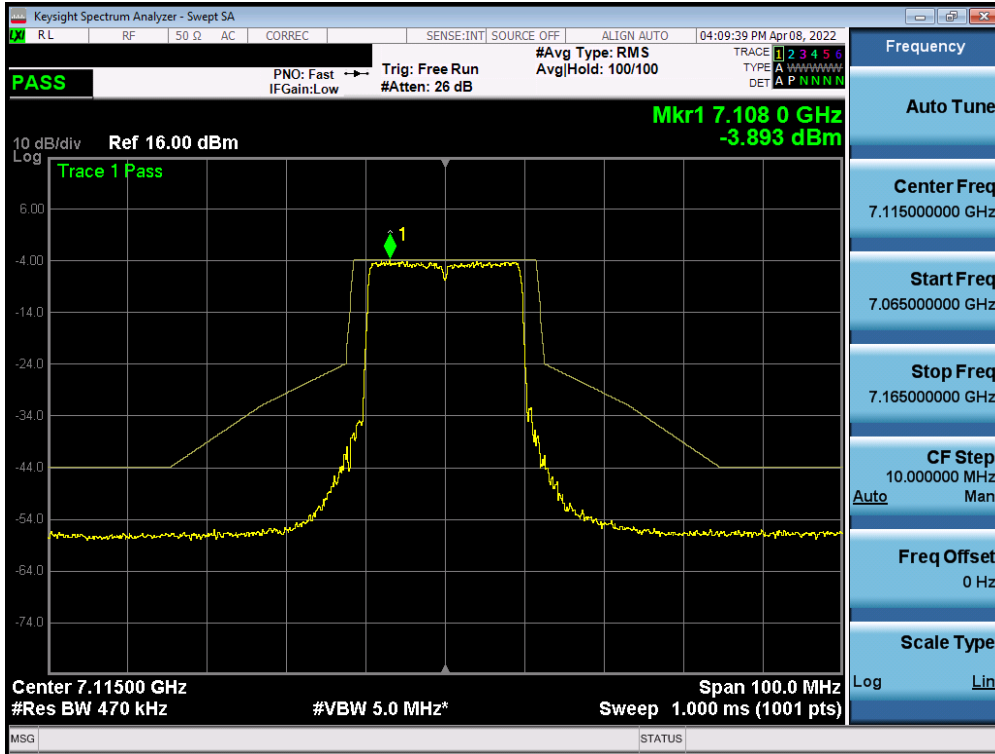 Keysight Spectrum Analyzer - Swept SA
LXI RL RF 50 Ω AC CORREC SENSE:INT SOURCE OFF ALIGN AUTO 04:09:39 PM Apr 08, 2022
PASS
PNO: Fast
IFGain:Low
Trig: Free Run
#Atten: 26 dB
#Avg Type: RMS
Avg|Hold: 100/100
TRACE 1 2 3 4 5 6
TYPE A WWWWW
DET A P N N N N
Mkr1 7.108 0 GHz
-3.893 dBm
10 dB/div Ref 16.00 dBm
Log
Trace 1 Pass
1
6.00
-4.00
-14.0
-24.0
-34.0
-44.0
-54.0
-64.0
-74.0
Center 7.11500 GHz Span 100.0 MHz
#Res BW 470 kHz #VBW 5.0 MHz* Sweep 1.000 ms (1001 pts)
MSG STATUS
Frequency
Auto Tune
Center Freq
7.115000000 GHz
Start Freq
7.065000000 GHz
Stop Freq
7.165000000 GHz
CF Step
10.000000 MHz
Auto Man
Freq Offset
0 Hz
Scale Type
Log Lin